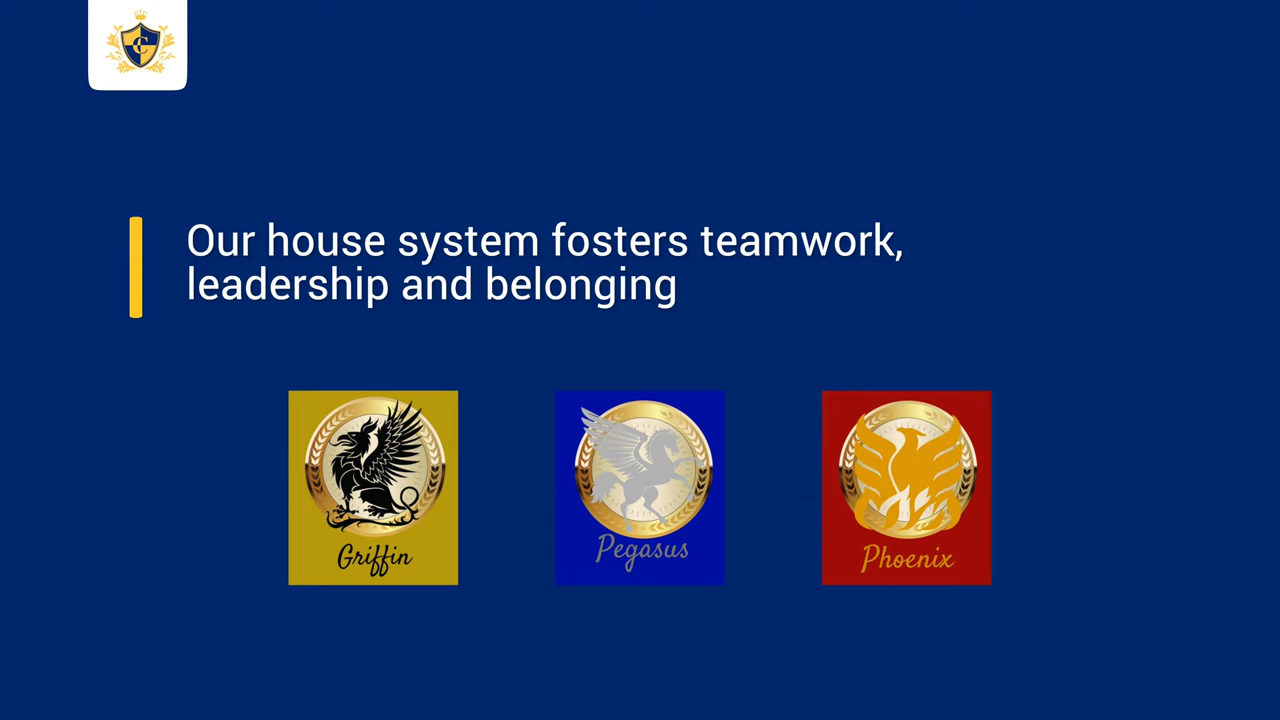 C
Our house system fosters teamwork,
leadership and belonging
Griffin
Pegasus
Phoenix